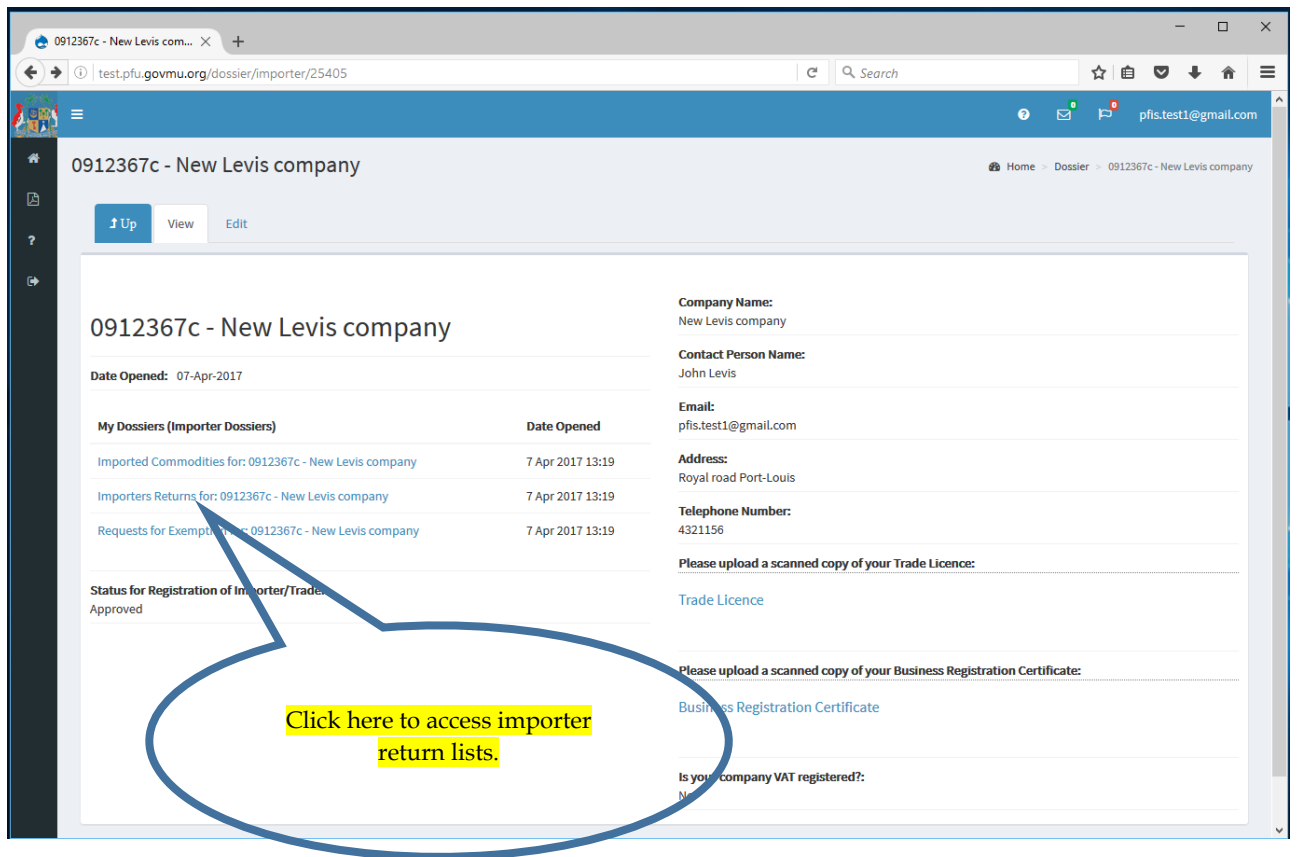 0912367c - New Levis com...
test.pfu.govmu.org/dossier/importer/25405
Search
0
0
pfis.test1@gmail.com
0912367c - New Levis company
Home > Dossier > 0912367c - New Levis company
Up
View
Edit
0912367c - New Levis company
Date Opened: 07-Apr-2017
My Dossiers (Importer Dossiers) Date Opened
Imported Commodities for: 0912367c - New Levis company 7 Apr 2017 13:19
Importers Returns for: 0912367c - New Levis company 7 Apr 2017 13:19
Requests for Exemption for: 0912367c - New Levis company 7 Apr 2017 13:19
Status for Registration of Importer/Trader:
Approved
Company Name:
New Levis company
Contact Person Name:
John Levis
Email:
pfis.test1@gmail.com
Address:
Royal road Port-Louis
Telephone Number:
4321156
Please upload a scanned copy of your Trade Licence:
Trade Licence
Please upload a scanned copy of your Business Registration Certificate:
Business Registration Certificate
Is your company VAT registered?:
No
Click here to access importer
return lists.